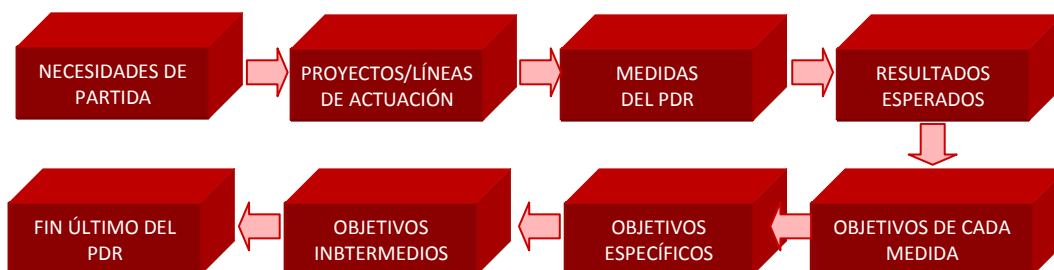 NECESIDADES DE
PARTIDA
PROYECTOS/LÍNEAS
DE ACTUACIÓN
MEDIDAS
DEL PDR
RESULTADOS
ESPERADOS
OBJETIVOS DE CADA
MEDIDA
OBJETIVOS
ESPECÍFICOS
OBJETIVOS
INBTERMEDIOS
FIN ÚLTIMO DEL
PDR